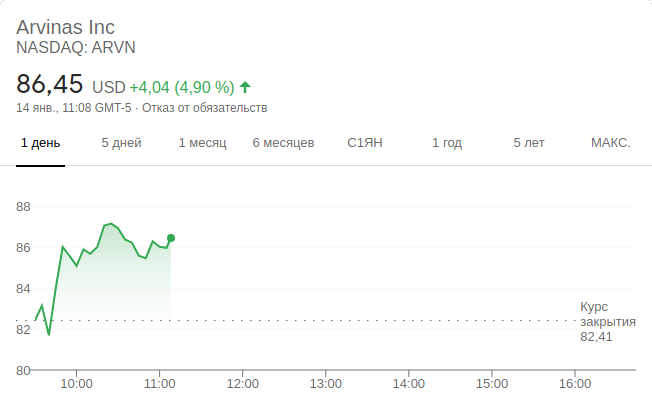 Arvinas Inc
NASDAQ: ARVN
86,45 USD +4,04 (4,90 %)
14 янв., 11:08 GMT-5 · Отказ от обязательств
1 день 5 дней 1 месяц 6 месяцев С1ЯН 1 год 5 лет МАКС.
88
86
84
82
80
Курс
закрытия
82,41
10:00 11:00 12:00 13:00 14:00 15:00 16:00